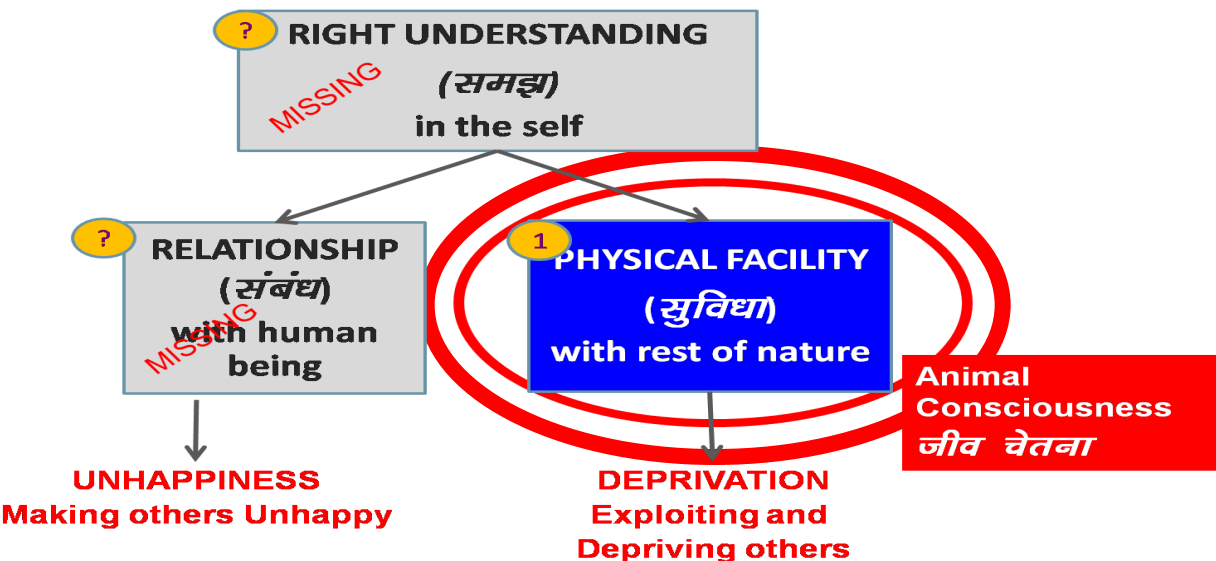 ?
RIGHT UNDERSTANDING
(समझ)
MISSING
in the self
?
RELATIONSHIP
(संबंध)
MISSING
with human
being
1
PHYSICAL FACILITY
(सुविधा)
with rest of nature
Animal
Consciousness
जीव चेतना
UNHAPPINESS
Making others Unhappy
DEPRIVATION
Exploiting and
Depriving others